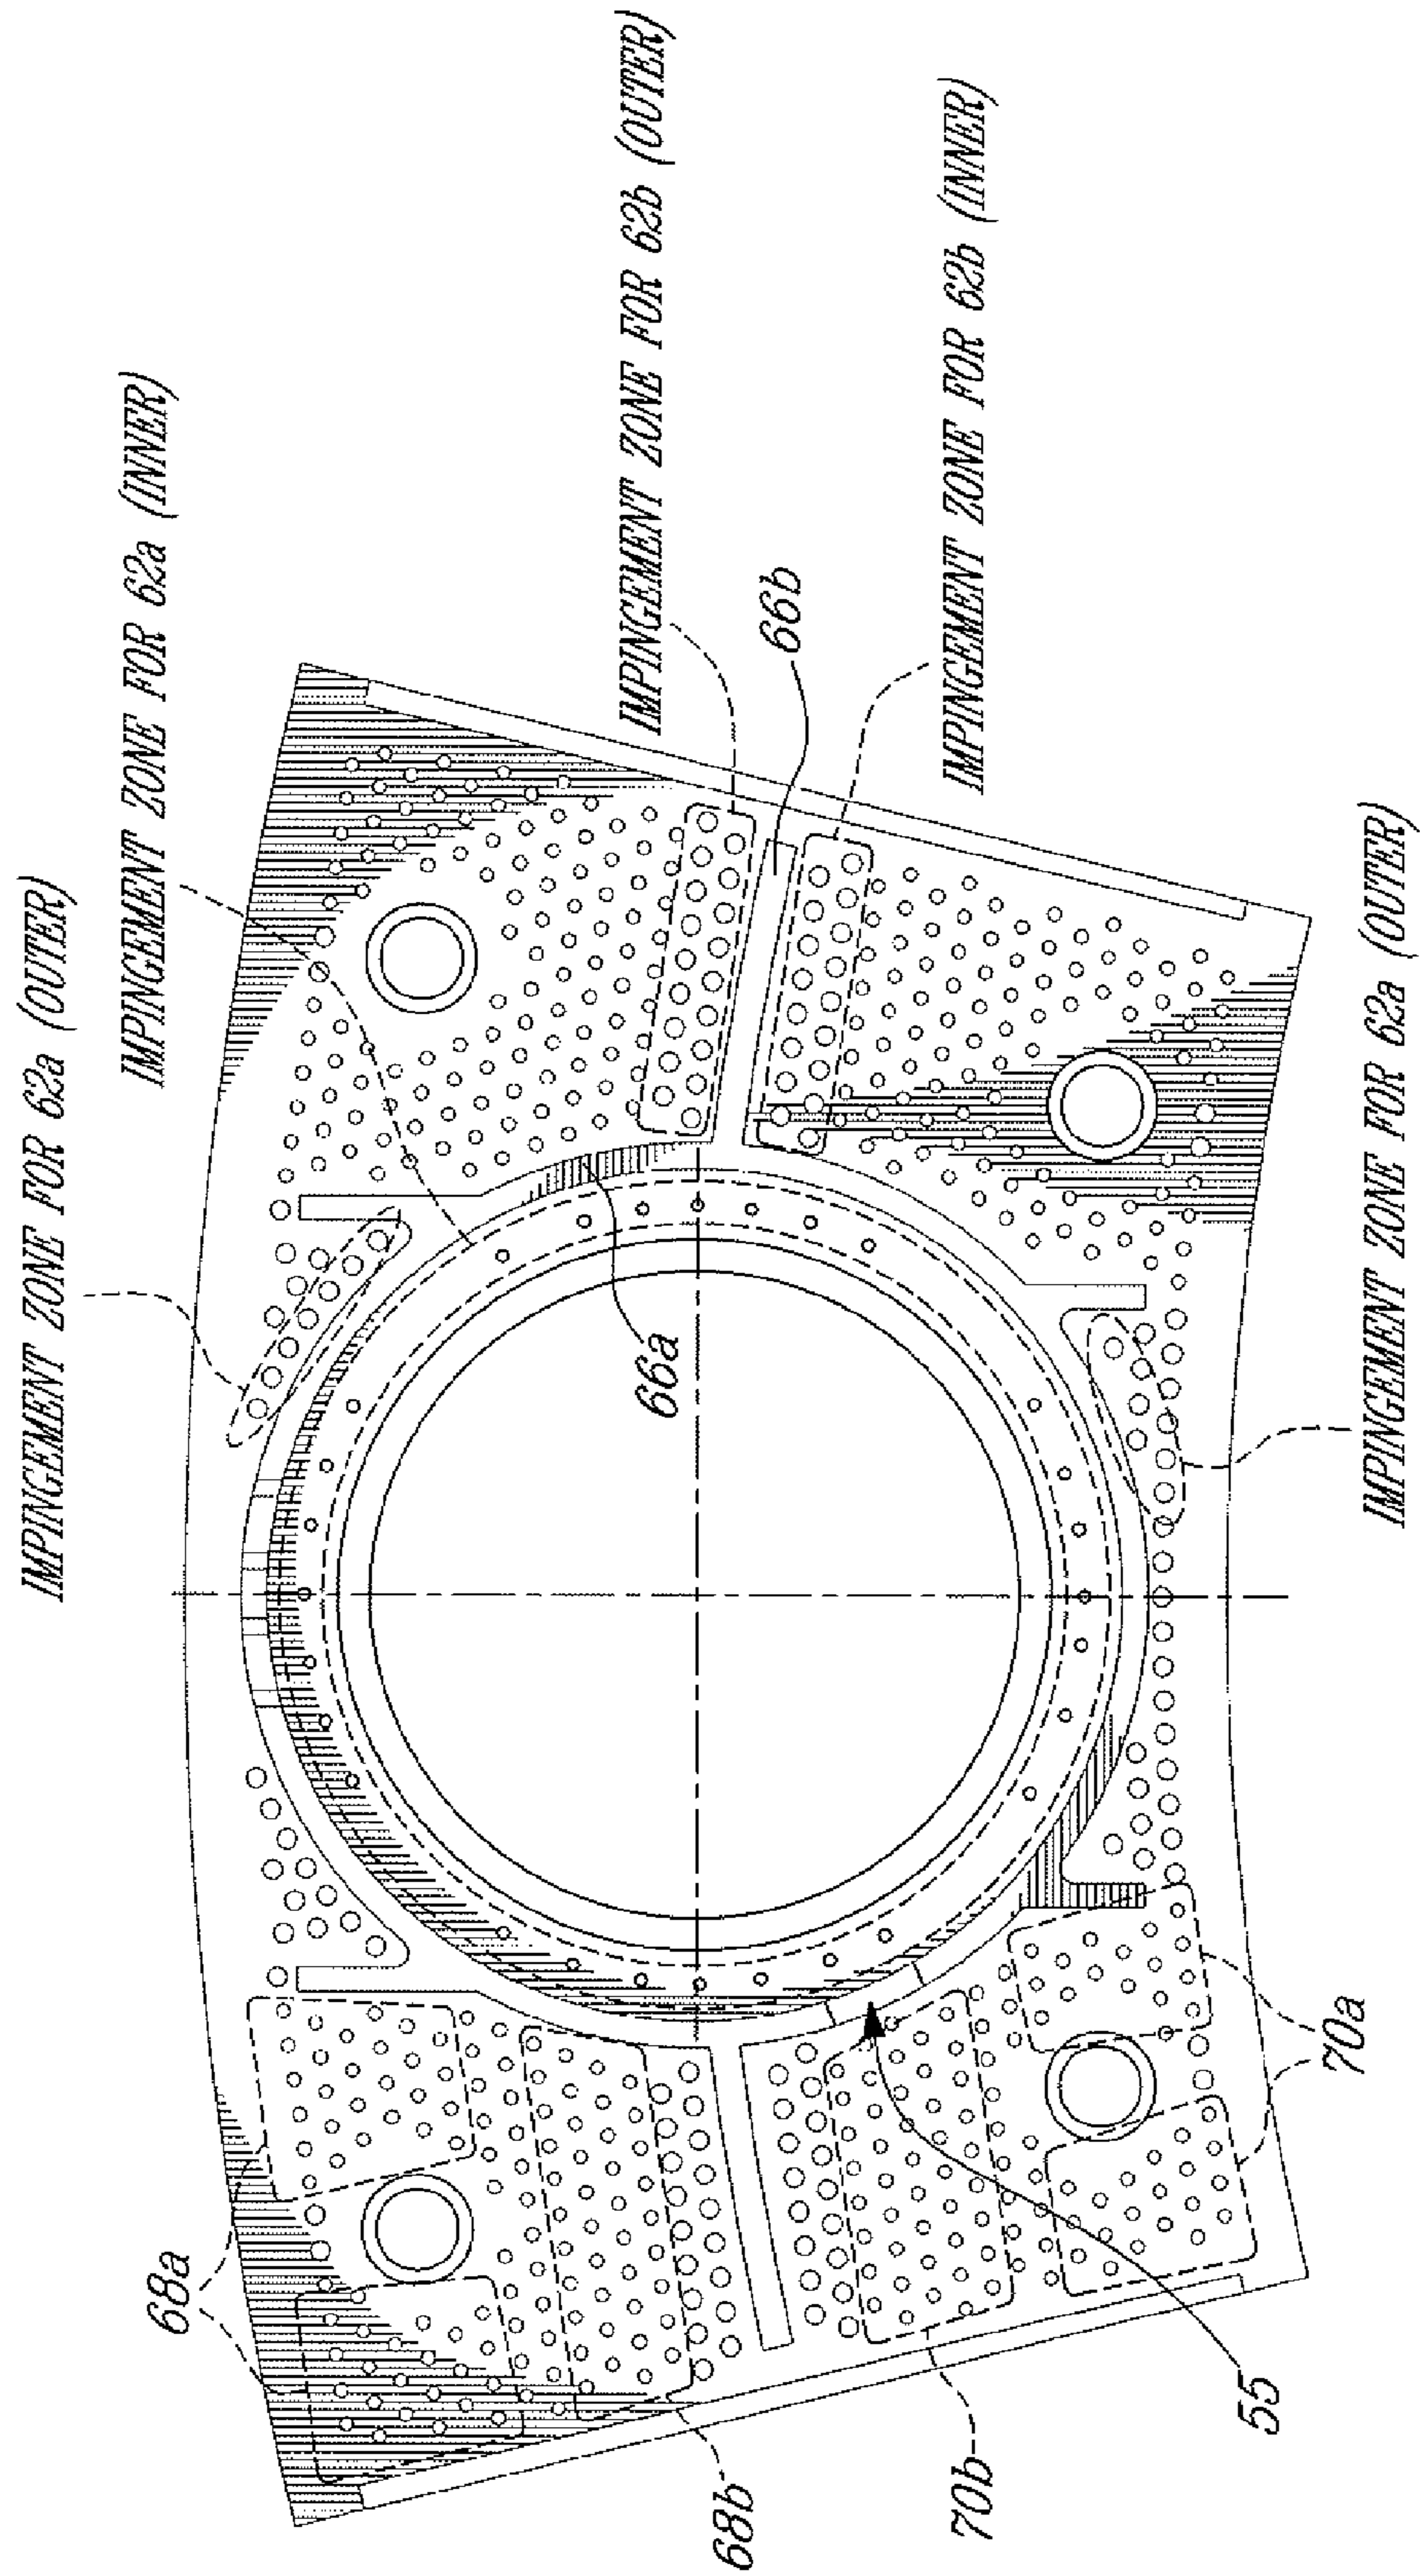 IMPINGEMENT ZONE FOR 62a (OUTER)
IMPINGEMENT ZONE FOR 62a (INNER)
IMPINGEMENT ZONE FOR 62b (OUTER)
66b
IMPINGEMENT ZONE FOR 62b (INNER)
66a
IMPINGEMENT ZONE FOR 62a (OUTER)
68a
68b
70b
55
70a